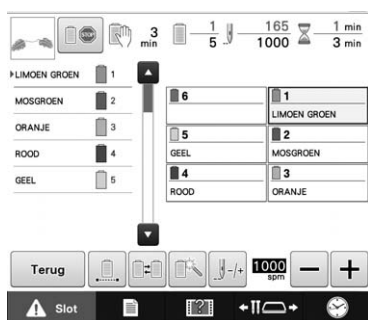 STOP 3 min 1 5 165 1000 1 min 3 min
LIMOEN GROEN 1
MOSGROEN 2
ORANJE 3
ROOD 4
GEEL 5
6 1
LIMOEN GROEN
5 2
GEEL MOSGROEN
4 3
ROOD ORANJE
Terug -/+ 1000 spm − +
Slot ?